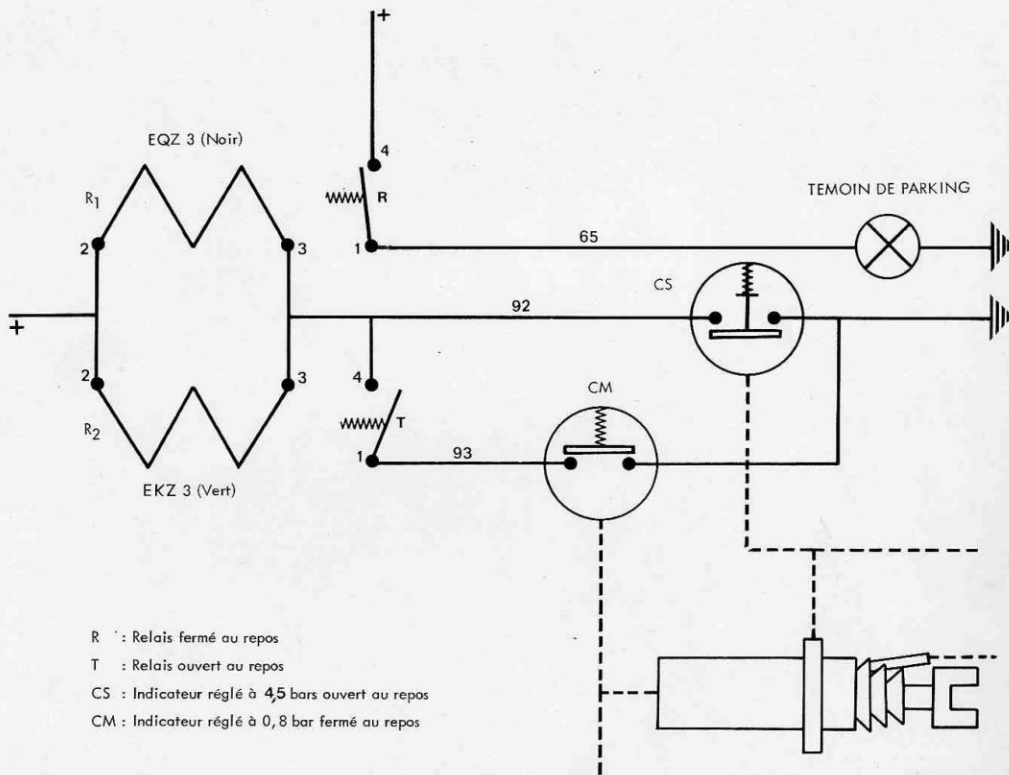 +
EQZ 3 (Noir)
4
R
R1
TEMOIN DE PARKING
2
3
1
65
CS
+
92
2
3
4
CM
R2
T
1
93
EKZ 3 (Vert)
R : Relais fermé au repos
T : Relais ouvert au repos
CS : Indicateur réglé à 4,5 bars ouvert au repos
CM : Indicateur réglé à 0,8 bar fermé au repos